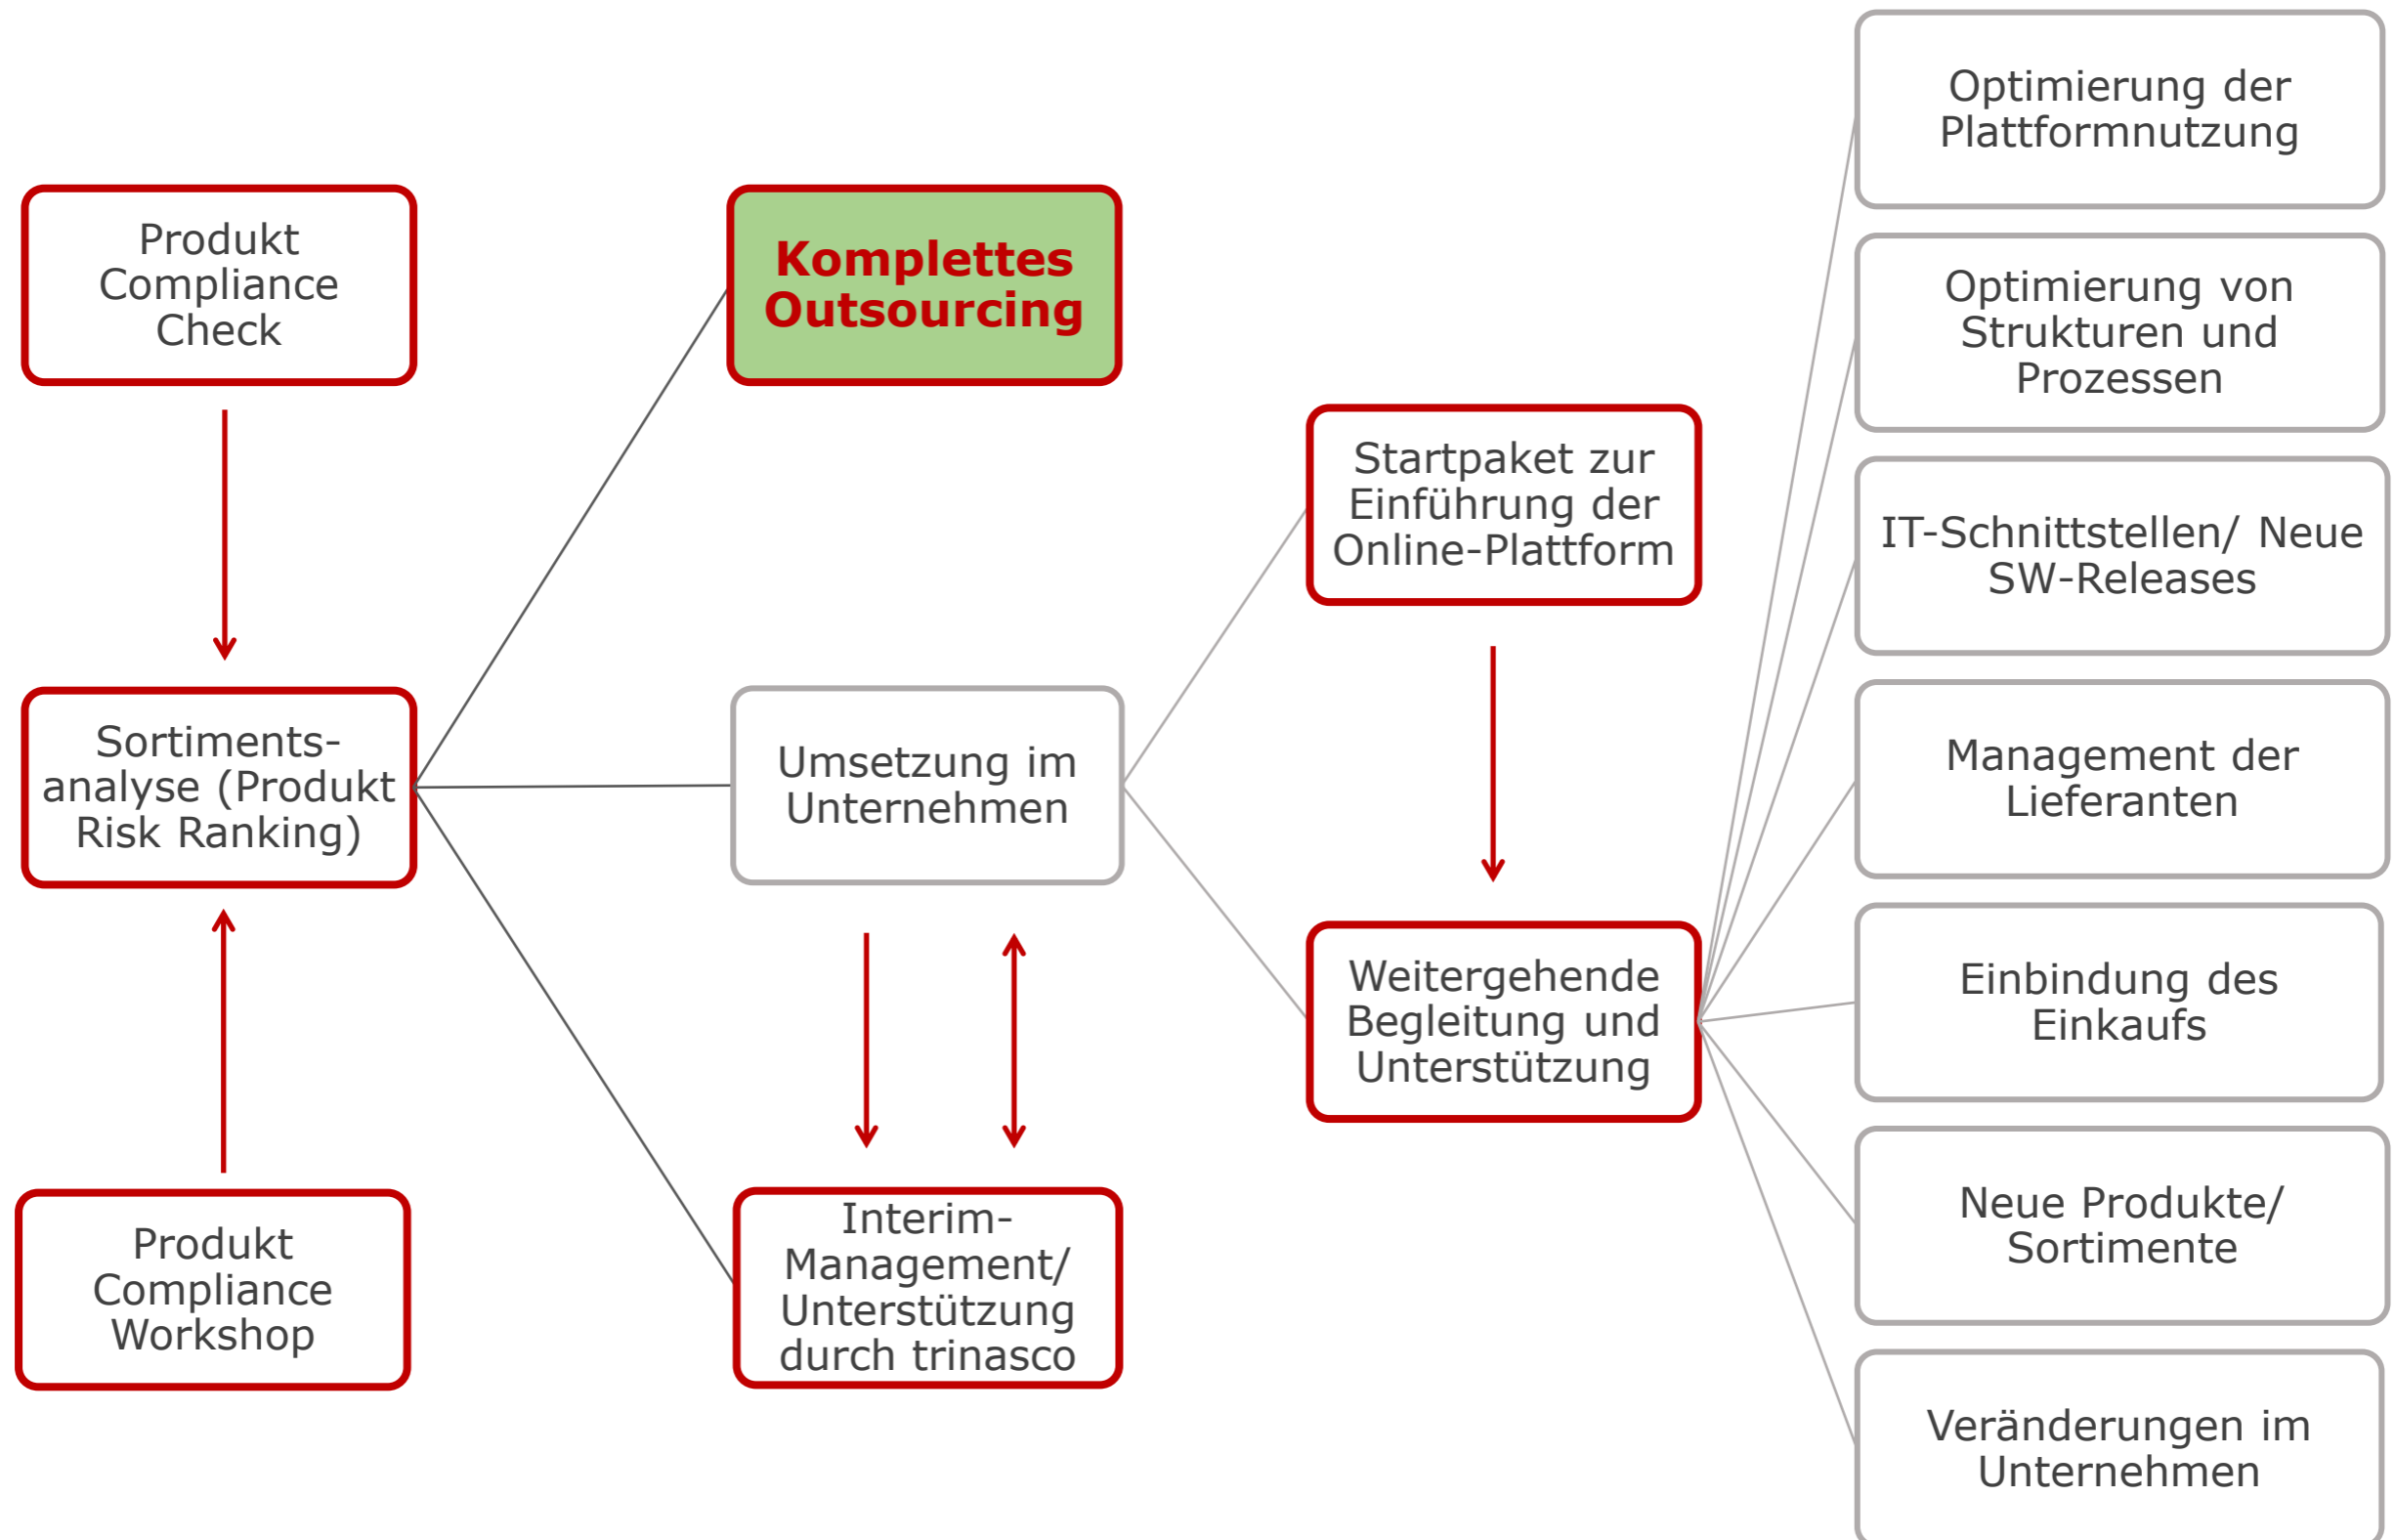 Produkt
Compliance
Check
Sortiments-
analyse (Produkt
Risk Ranking)
Produkt
Compliance
Workshop
Komplettes
Outsourcing
Umsetzung im
Unternehmen
Interim-
Management/
Unterstützung
durch trinasco
Startpaket zur
Einführung der
Online-Plattform
Weitergehende
Begleitung und
Unterstützung
Optimierung der
Plattformnutzung
Optimierung von
Strukturen und
Prozessen
IT-Schnittstellen/ Neue
SW-Releases
Management der
Lieferanten
Einbindung des
Einkaufs
Neue Produkte/
Sortimente
Veränderungen im
Unternehmen